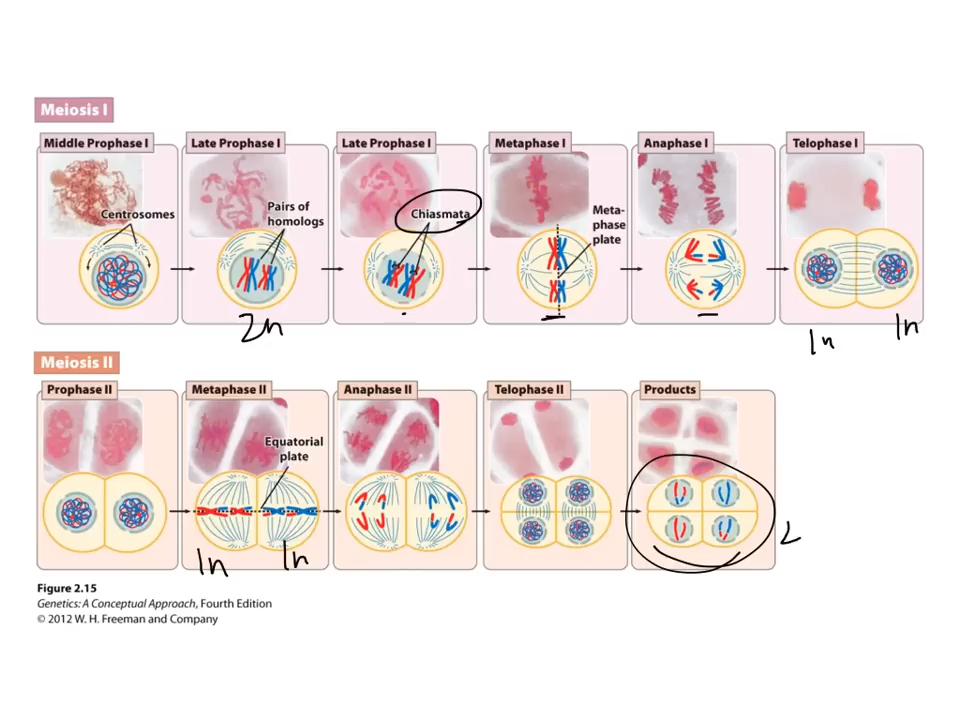 Meiosis I
Middle Prophase I
Late Prophase I
Late Prophase I
Metaphase I
Anaphase I
Telophase I
Centrosomes
Pairs of
homologs
Chiasmata
Meta-
phase
plate
2n
1n
1n
Meiosis II
Prophase II
Metaphase II
Anaphase II
Telophase II
Products
Equatorial
plate
1n
1n
Figure 2.15
Genetics: A Conceptual Approach, Fourth Edition
© 2012 W. H. Freeman and Company